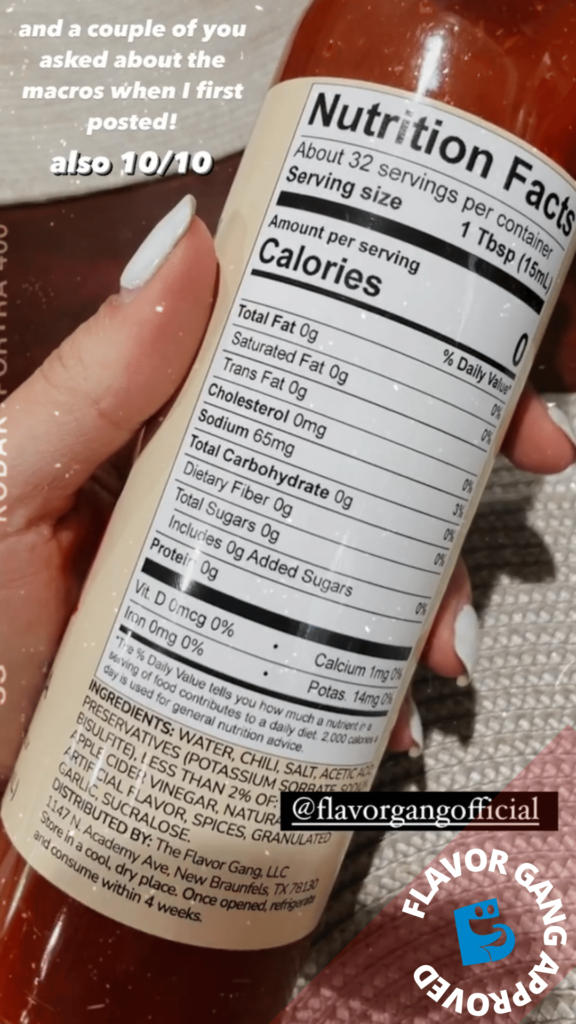 and a couple of you
asked about the
macros when I first
posted!
also 10/10
Nutrition Facts
About 32 servings per container
Serving size 1 Tbsp (15mL)
Amount per serving
Calories 0
% Daily Value*
Total Fat 0g 0%
Saturated Fat 0g 0%
Trans Fat 0g
Cholesterol 0mg 0%
Sodium 65mg 3%
Total Carbohydrate 0g 0%
Dietary Fiber 0g 0%
Total Sugars 0g
Includes 0g Added Sugars 0%
Protein 0g
Vit. D 0mcg 0% • Calcium 1mg 0%
Iron 0mg 0% • Potas. 14mg 0%
*The % Daily Value tells you how much a nutrient in a
serving of food contributes to a daily diet. 2,000 calories a
day is used for general nutrition advice.
INGREDIENTS: WATER, CHILI, SALT, ACETIC ACID,
PRESERVATIVES (POTASSIUM SORBATE, SODIUM
BISULFITE), LESS THAN 2% OF:
APPLE CIDER VINEGAR, NATURAL
ARTIFICIAL FLAVOR, SPICES, GRANULATED
GARLIC, SUCRALOSE.
DISTRIBUTED BY: The Flavor Gang, LLC
1147 N. Academy Ave, New Braunfels, TX 78130
Store in a cool, dry place. Once opened, refrigerate
and consume within 4 weeks.
@flavorgangofficial
FLAVOR GANG APPROVED